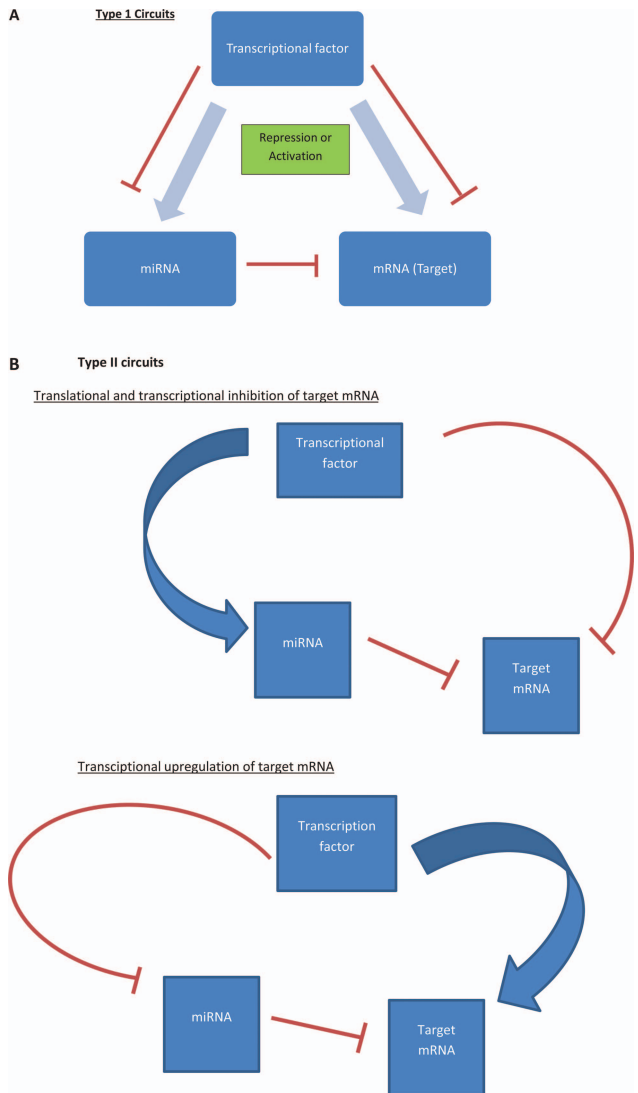 A
Type 1 Circuits
Transcriptional factor
Repression or
Activation
miRNA
mRNA (Target)
B
Type II circuits
Translational and transcriptional inhibition of target mRNA
Transcriptional
factor
miRNA
Target
mRNA
Transciptional upregulation of target mRNA
Transcription
factor
miRNA
Target
mRNA